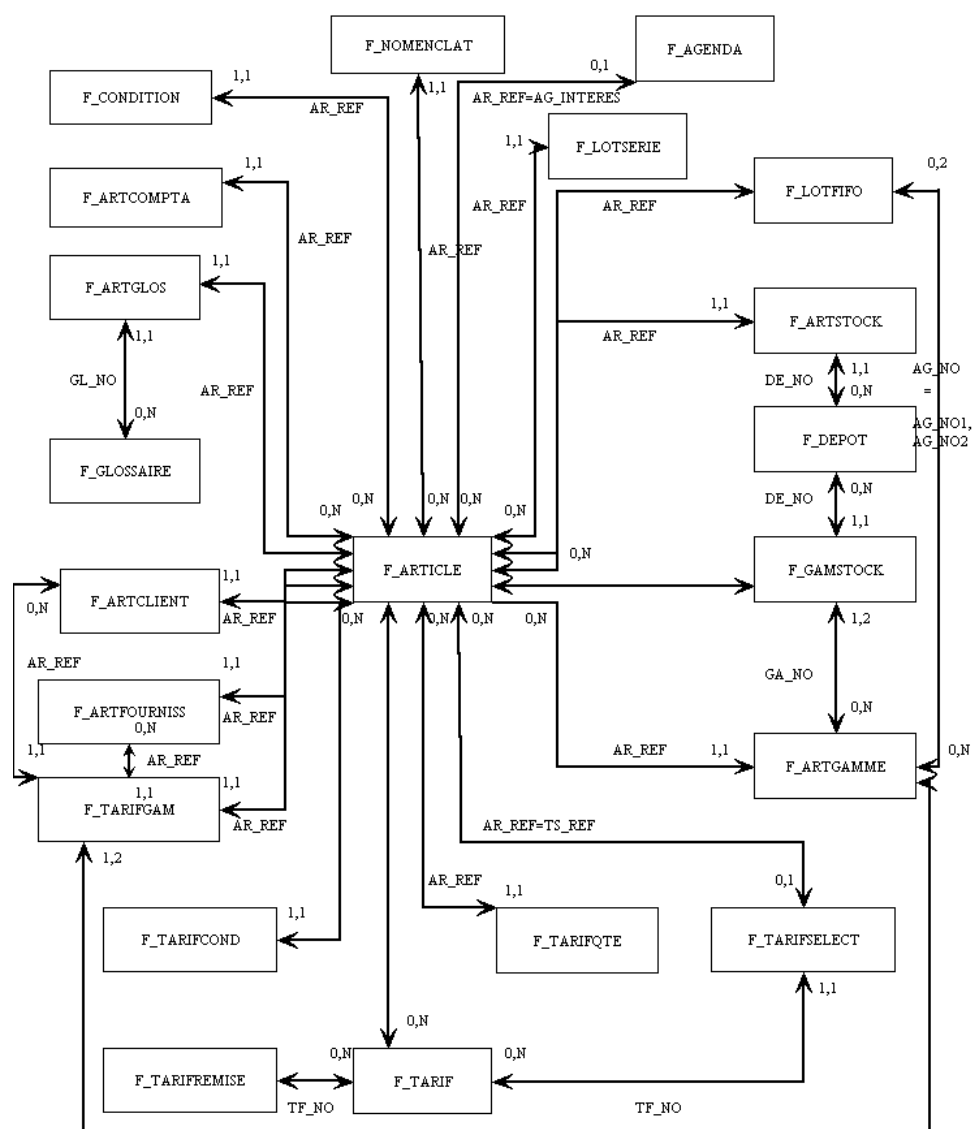 F_NOMENCLAT
F_AGENDA
0,1
1,1
F_CONDITION
AR_REF
1,1
AR_REF=AG_INTERES
F_LOTSERIE
1,1
1,1
F_ARTCOMPTA
0,2
F_LOTFIFO
AR_REF
AR_REF
AR_REF
AR_REF
1,1
F_ARTGLOS
1,1
GL_NO
0,N
F_GLOSSAIRE
AR_REF
1,1
F_ARTSTOCK
AR_REF
DE_NO
1,1
0,N
AG_NO
=
AG_NO1,
AG_NO2
F_DEPOT
DE_NO
0,N
1,1
0,N
0,N
0,N
0,N
0,N
0,N
F_ARTICLE
F_GAMSTOCK
1,1
F_ARTCLIENT
0,N
AR_REF
0,N
0,N
0,N
0,N
1,2
AR_REF
1,1
GA_NO
F_ARTFOURNISS
AR_REF
0,N
0,N
1,1
AR_REF
AR_REF
1,1
0,N
F_ARTGAMME
1,1
1,1
F_TARIFGAM
AR_REF
AR_REF=TS_REF
1,2
AR_REF
1,1
0,1
1,1
F_TARIFCOND
F_TARIFQTE
F_TARIFSELECT
1,1
0,N
0,N
0,N
F_TARIFREMISE
F_TARIF
TF_NO
TF_NO